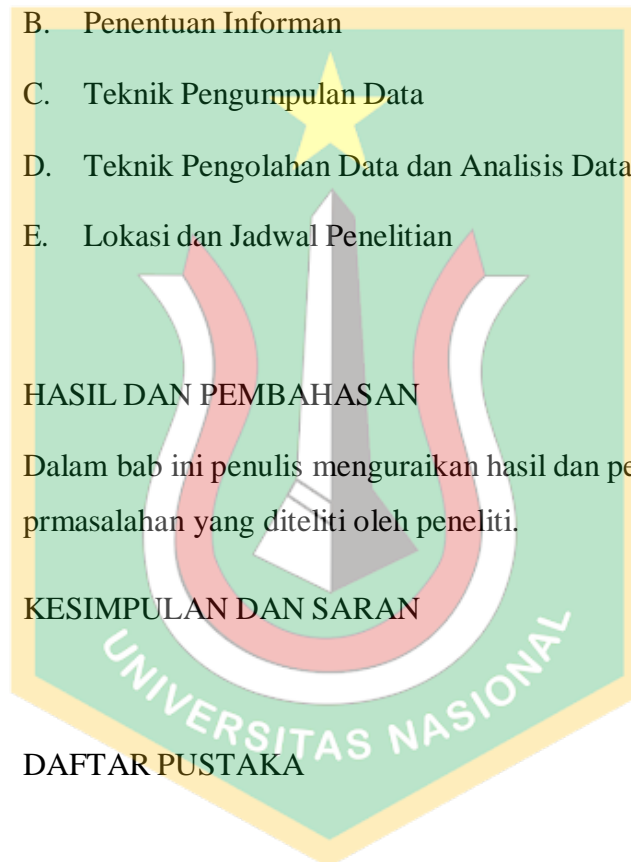 B. Penentuan Informan
C. Teknik Pengumpulan Data
D. Teknik Pengolahan Data dan Analisis Data
E. Lokasi dan Jadwal Penelitian
HASIL DAN PEMBAHASAN
Dalam bab ini penulis menguraikan hasil dan pe
prmasalahan yang diteliti oleh peneliti.
KESIMPULAN DAN SARAN
UNIVERSITAS NASIONAL
DAFTAR PUSTAKA